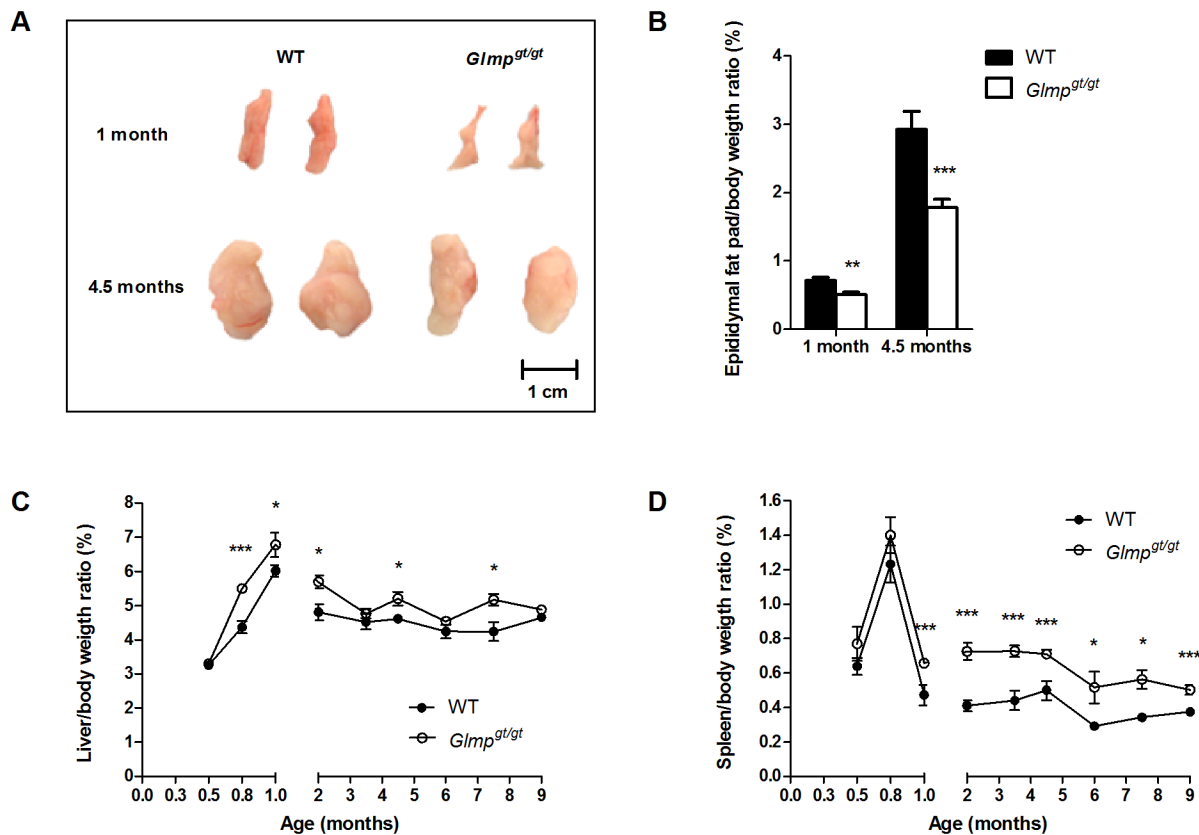 A
WT Glmp^gt/gt
1 month
4.5 months
1 cm
B
Epididymal fat pad/body weigth ratio (%)
4
3
2
1
0
WT
Glmp^gt/gt
** ***
1 month 4.5 months
C
Liver/body weigth ratio (%)
8
7
6
5
4
3
2
1
0
*** * * * *
WT
Glmp^gt/gt
0.0 0.3 0.5 0.8 1.0 2 3 4 5 6 7 8 9
Age (months)
D
Spleen/body weigth ratio (%)
1.6
1.4
1.2
1.0
0.8
0.6
0.4
0.2
0.0
WT
Glmp^gt/gt
*** *** *** *** * * ***
0.0 0.3 0.5 0.8 1.0 2 3 4 5 6 7 8 9
Age (months)